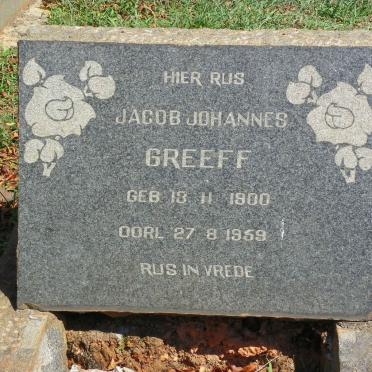 HIER RUS
JACOB JOHANNES
GREEFF
GEB 13 11 1900
OORL 27 8 1959
RUS IN VREDE